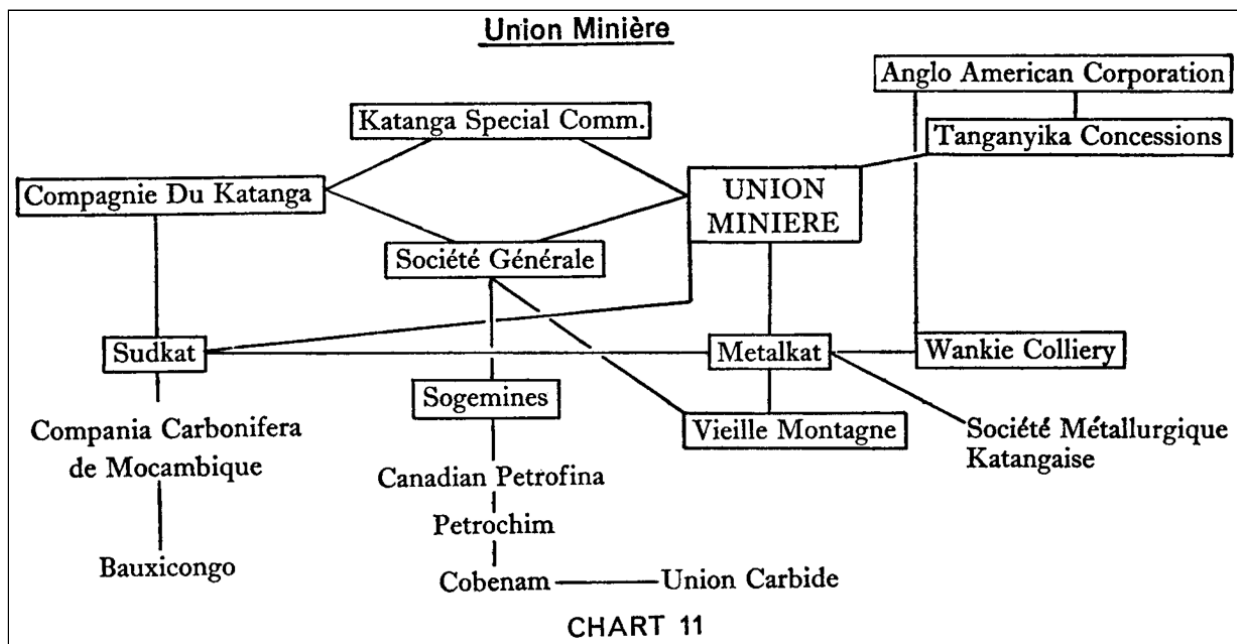 Union Minière
Anglo American Corporation
Katanga Special Comm.
Tanganyika Concessions
Compagnie Du Katanga
UNION
MINIERE
Société Générale
Sudkat
Metalkat
Wankie Colliery
Sogemines
Compania Carbonifera
de Mocambique
Vieille Montagne
Société Métallurgique
Katangaise
Canadian Petrofina
Petrochim
Bauxicongo
Cobenam
Union Carbide
CHART 11